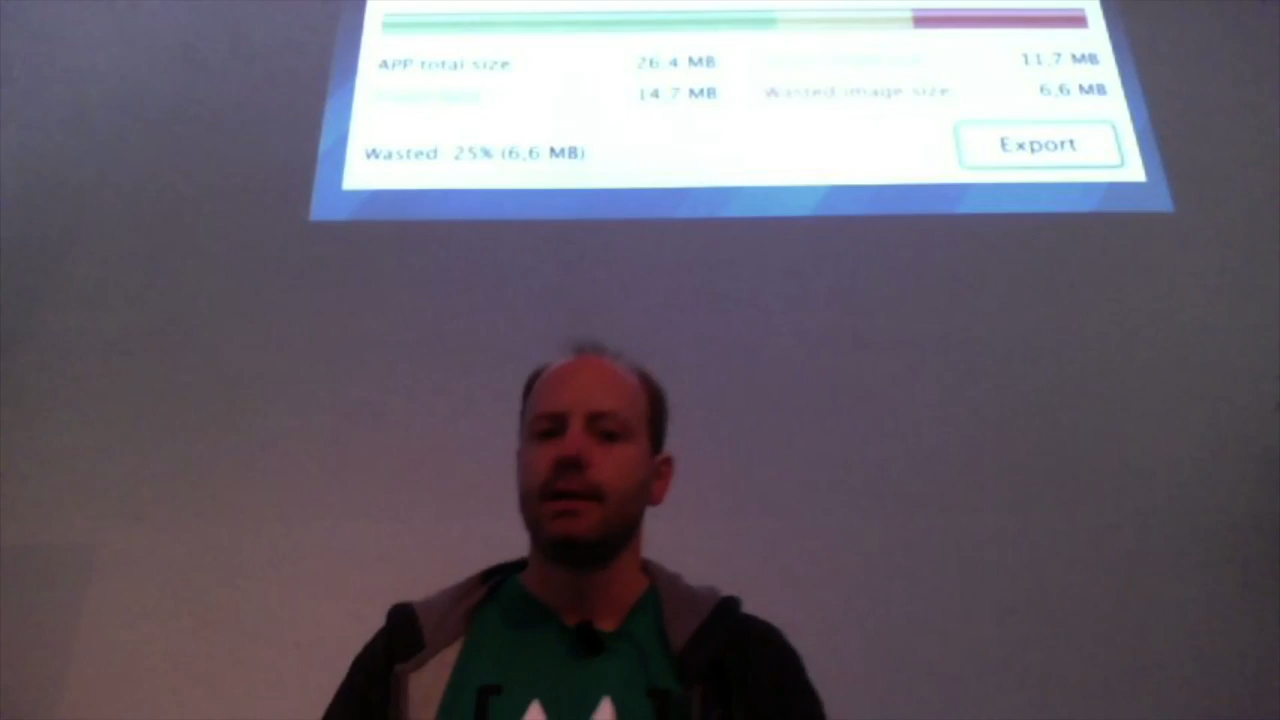 APP total size 26.4 MB 11,7 MB
14.7 MB Wasted image size 6,6 MB
Wasted 25% (6,6 MB)
Export